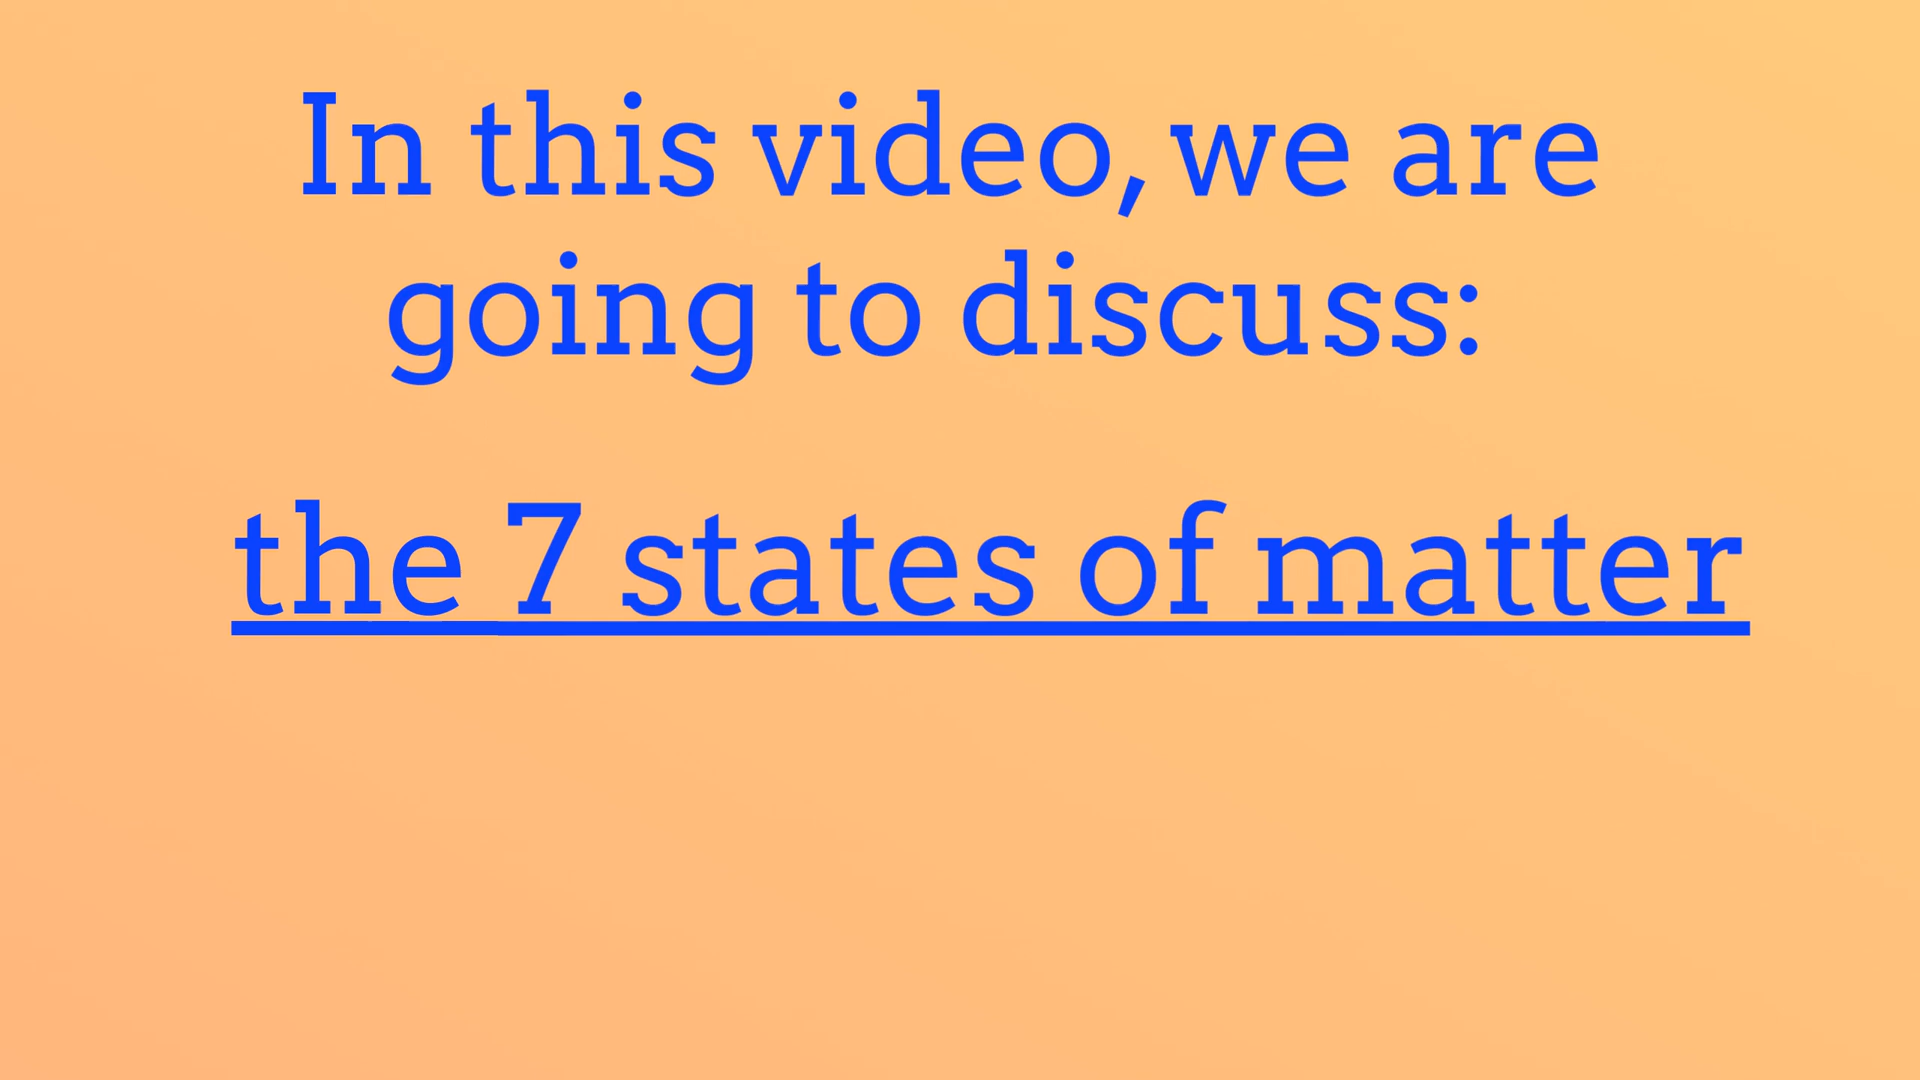 In this video, we are
going to discuss:
the 7 states of matter